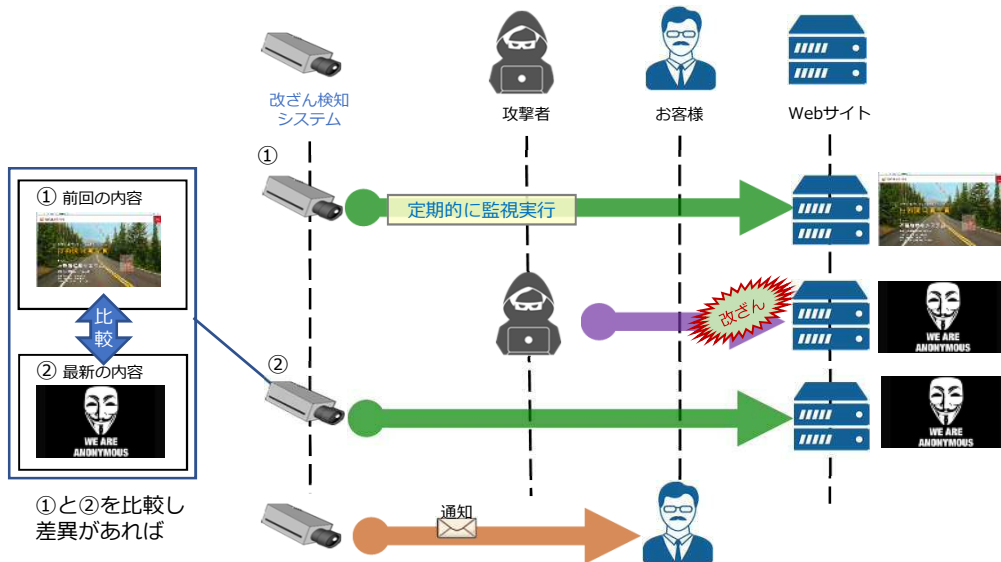 改ざん検知
システム
攻撃者
お客様
Webサイト
①
① 前回の内容
定期的に監視実行
比
較
改ざん
②
② 最新の内容
WE ARE
ANONYMOUS
WE ARE
ANONYMOUS
WE ARE
ANONYMOUS
①と②を比較し
差異があれば
通知